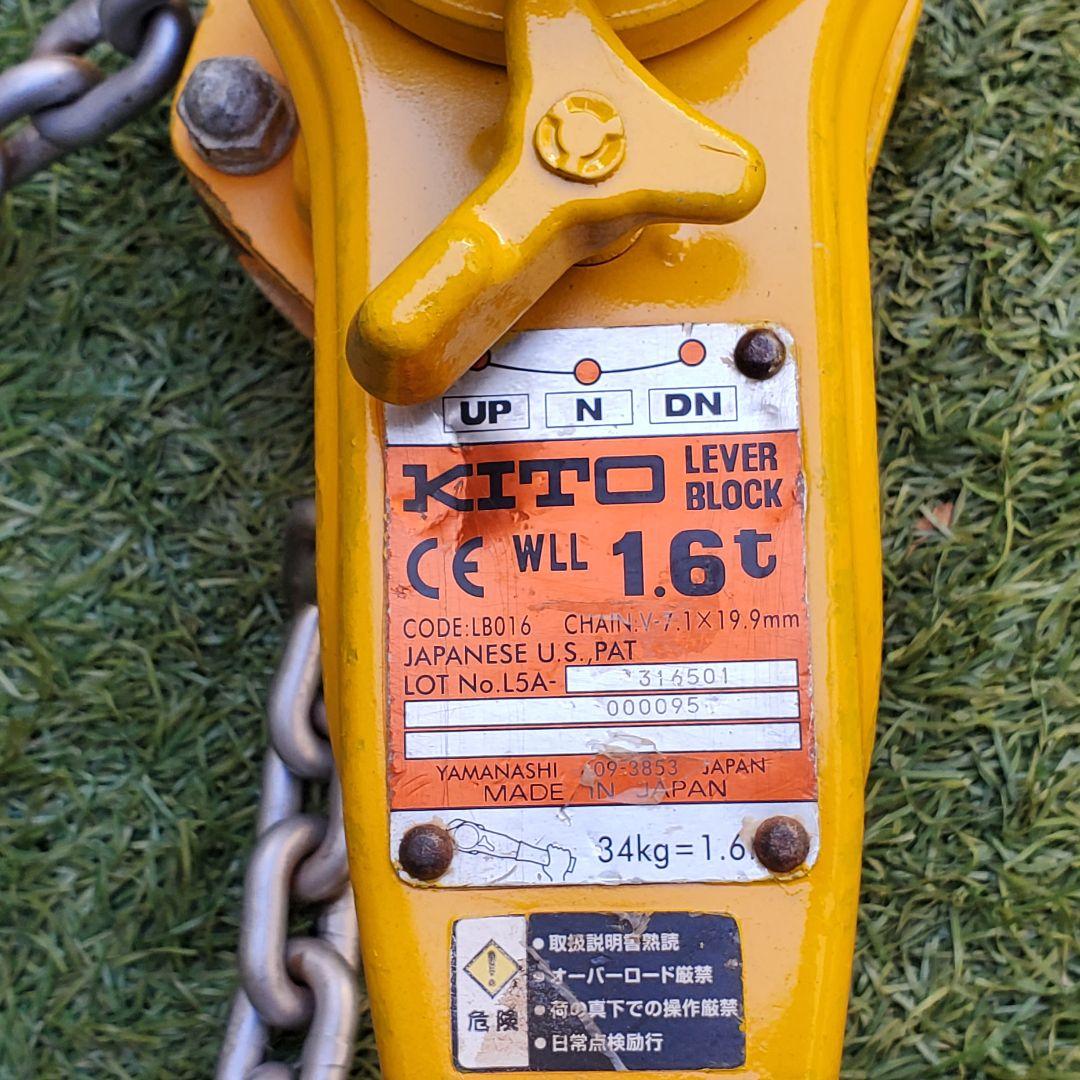 UP N DN
KITO LEVER BLOCK
CE WLL 1.6t
CODE:LB016 CHAIN:V-7.1×19.9mm
JAPANESE U.S.,PAT
LOT No.L5A- 316501
000095
YAMANASHI 09-3853 JAPAN
MADE IN JAPAN
34kg=1.6
●取扱説明書熟読
●オーバーロード厳禁
●荷の真下での操作厳禁
●日常点検励行
危険